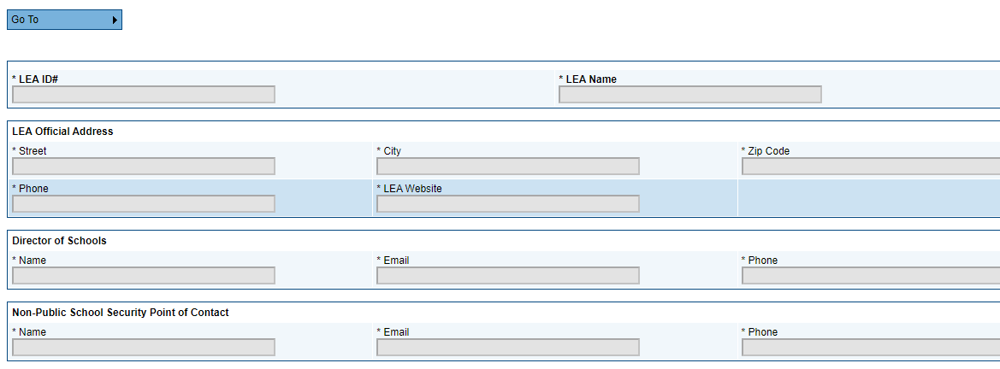 Go To
* LEA ID# * LEA Name
LEA Official Address
* Street * City * Zip Code
* Phone * LEA Website
Director of Schools
* Name * Email * Phone
Non-Public School Security Point of Contact
* Name * Email * Phone